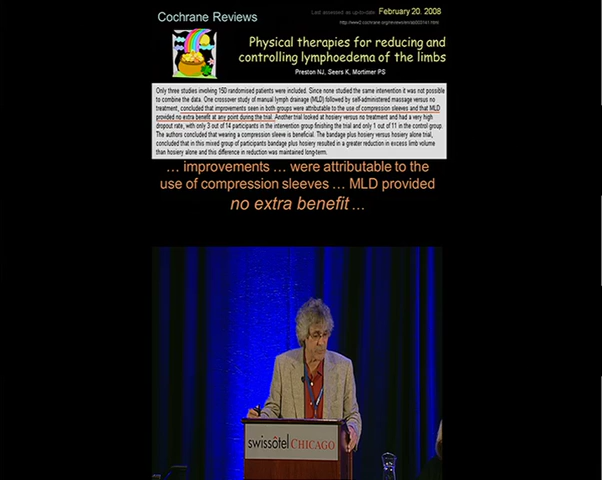 Cochrane Reviews
Last assessed as up-to-date: February 20. 2008
Physical therapies for reducing and
controlling lymphoedema of the limbs
Preston NJ, Seers K, Mortimer PS
Only three studies involving 150 randomised patients were included. Since none studied the same intervention it was not possible
to combine the data. One crossover study of manual lymph drainage (MLD) followed by self-administered massage versus no
treatment, concluded that improvements seen in both groups were attributable to the use of compression sleeves and that MLD
provided no extra benefit at any point during the trial. Another trial looked at hosiery versus no treatment and had a very high
dropout rate, with only 3 out of 14 participants in the intervention group finishing the trial and only 1 out of 11 in the control group.
The authors concluded that wearing a compression sleeve is beneficial. The bandage plus hosiery versus hosiery alone trial,
concluded that in this mixed group of participants bandage plus hosiery resulted in a greater reduction in excess limb volume
than hosiery alone and this difference in reduction was maintained long-term.
... improvements ... were attributable to the
use of compression sleeves ... MLD provided
no extra benefit ...
swissôtel CHICAGO